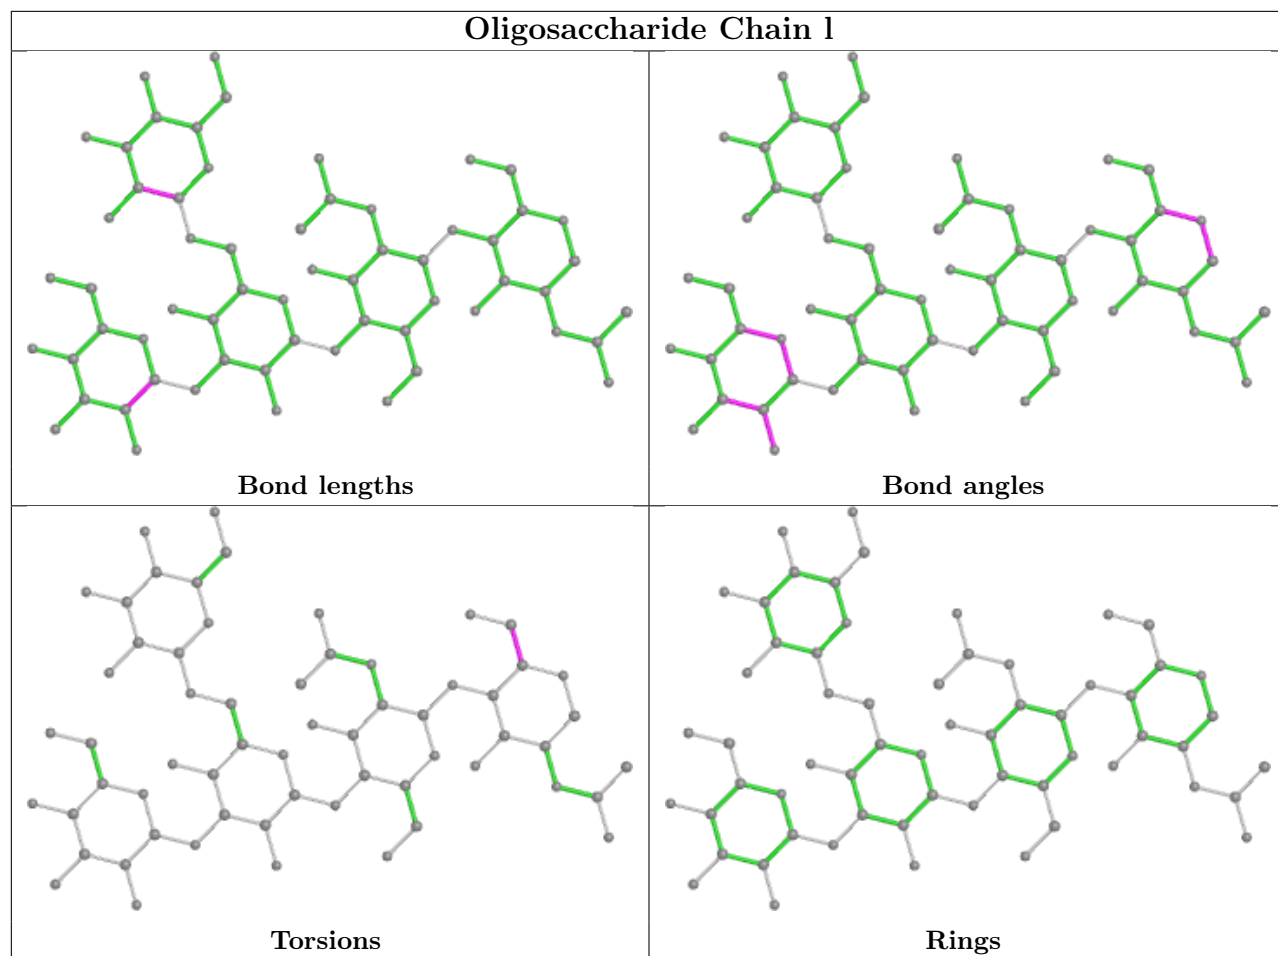 Oligosaccharide Chain l
Bond lengths
Bond angles
Torsions
Rings